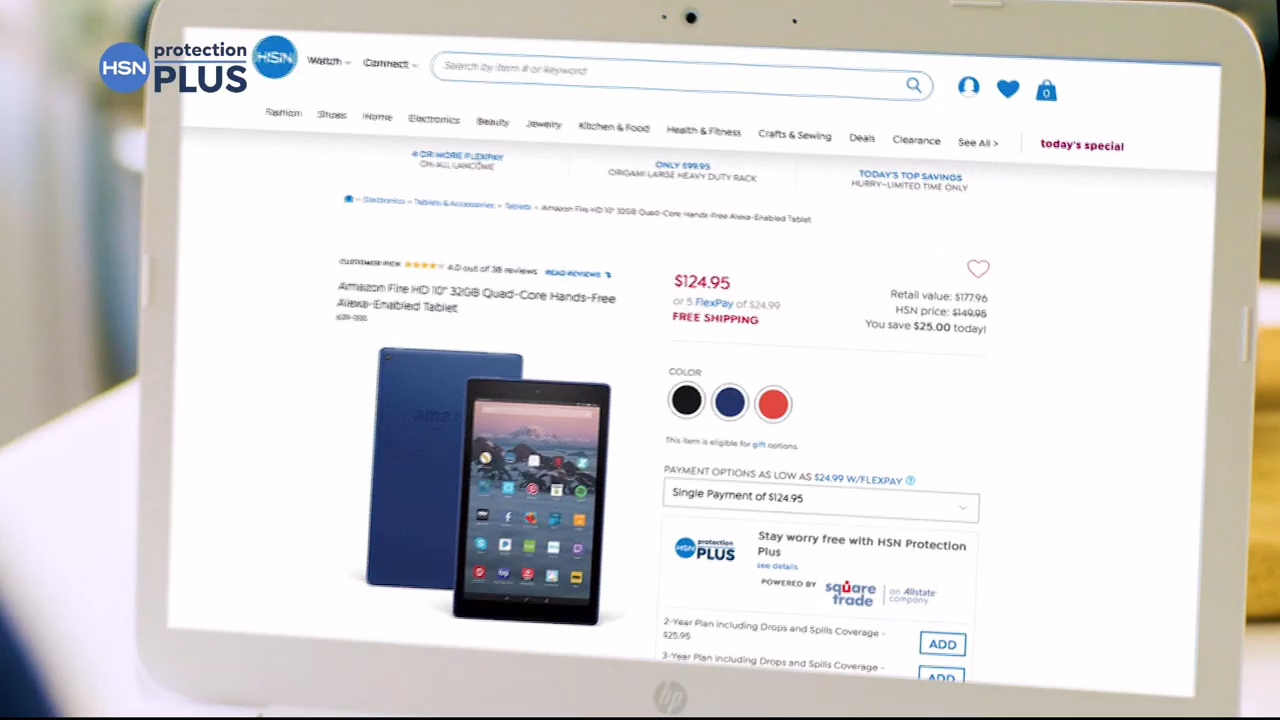 HSN protection PLUS
HSN Watch Connect Search by item # or keyword 0
Fashion Shoes Home Electronics Beauty Jewelry Kitchen & Food Health & Fitness Crafts & Sewing Deals Clearance See All > today's special
4 OR MORE FLEXPAY
ON ALL LANCOME
ONLY $99.95
ORIGAMI LARGE HEAVY DUTY RACK
TODAY'S TOP SAVINGS
HURRY-LIMITED TIME ONLY
Electronics > Tablets & Accessories > Tablets > Amazon Fire HD 10" 32GB Quad-Core Hands-Free Alexa-Enabled Tablet
CUSTOMER PICK 4.0 out of 38 reviews READ REVIEWS
Amazon Fire HD 10" 32GB Quad-Core Hands-Free
Alexa-Enabled Tablet
$124.95
or 5 FlexPay of $24.99
FREE SHIPPING
Retail value: $177.96
HSN price: $149.95
You save $25.00 today!
COLOR
This item is eligible for gift options.
PAYMENT OPTIONS AS LOW AS $24.99 W/FLEXPAY ?
Single Payment of $124.95
HSN protection PLUS
Stay worry free with HSN Protection
Plus
see details
POWERED BY square trade an Allstate company
2-Year Plan Including Drops and Spills Coverage -
$25.95
ADD
3-Year Plan Including Drops and Spills Coverage -
ADD
hp